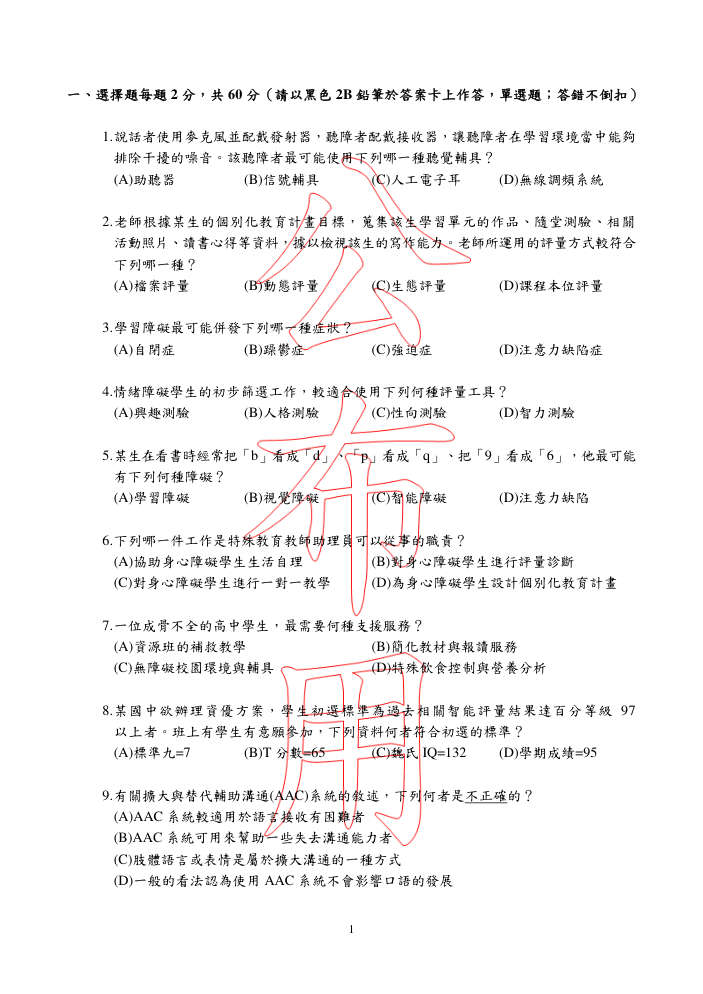 一、選擇題每題 2 分，共 60 分（請以黑色 2B 鉛筆於答案卡上作答，單選題；答錯不倒扣）
1.說話者使用麥克風並配戴發射器，聽障者配戴接收器，讓聽障者在學習環境當中能夠
排除干擾的噪音。該聽障者最可能使用下列哪一種聽覺輔具？
(A)助聽器 (B)信號輔具 (C)人工電子耳 (D)無線調頻系統
2.老師根據某生的個別化教育計畫目標，蒐集該生學習單元的作品、隨堂測驗、相關
活動照片、讀書心得等資料，據以檢視該生的寫作能力。老師所運用的評量方式較符合
下列哪一種？
(A)檔案評量 (B)動態評量 (C)生態評量 (D)課程本位評量
3.學習障礙最可能併發下列哪一種症狀？
(A)自閉症 (B)躁鬱症 (C)強迫症 (D)注意力缺陷症
4.情緒障礙學生的初步篩選工作，較適合使用下列何種評量工具？
(A)興趣測驗 (B)人格測驗 (C)性向測驗 (D)智力測驗
5.某生在看書時經常把「b」看成「d」、「p」看成「q」、把「9」看成「6」，他最可能
有下列何種障礙？
(A)學習障礙 (B)視覺障礙 (C)智能障礙 (D)注意力缺陷
6.下列哪一件工作是特殊教育教師助理員可以從事的職責？
(A)協助身心障礙學生生活自理 (B)對身心障礙學生進行評量診斷
(C)對身心障礙學生進行一對一教學 (D)為身心障礙學生設計個別化教育計畫
7.一位成骨不全的高中學生，最需要何種支援服務？
(A)資源班的補救教學 (B)簡化教材與報讀服務
(C)無障礙校園環境與輔具 (D)特殊飲食控制與營養分析
8.某國中欲辦理資優方案，學生初選標準為過去相關智能評量結果達百分等級 97
以上者。班上有學生有意願參加，下列資料何者符合初選的標準？
(A)標準九=7 (B)T 分數=65 (C)魏氏 IQ=132 (D)學期成績=95
9.有關擴大與替代輔助溝通(AAC)系統的敘述，下列何者是不正確的？
(A)AAC 系統較適用於語言接收有困難者
(B)AAC 系統可用來幫助一些失去溝通能力者
(C)肢體語言或表情是屬於擴大溝通的一種方式
(D)一般的看法認為使用 AAC 系統不會影響口語的發展
1
公布用